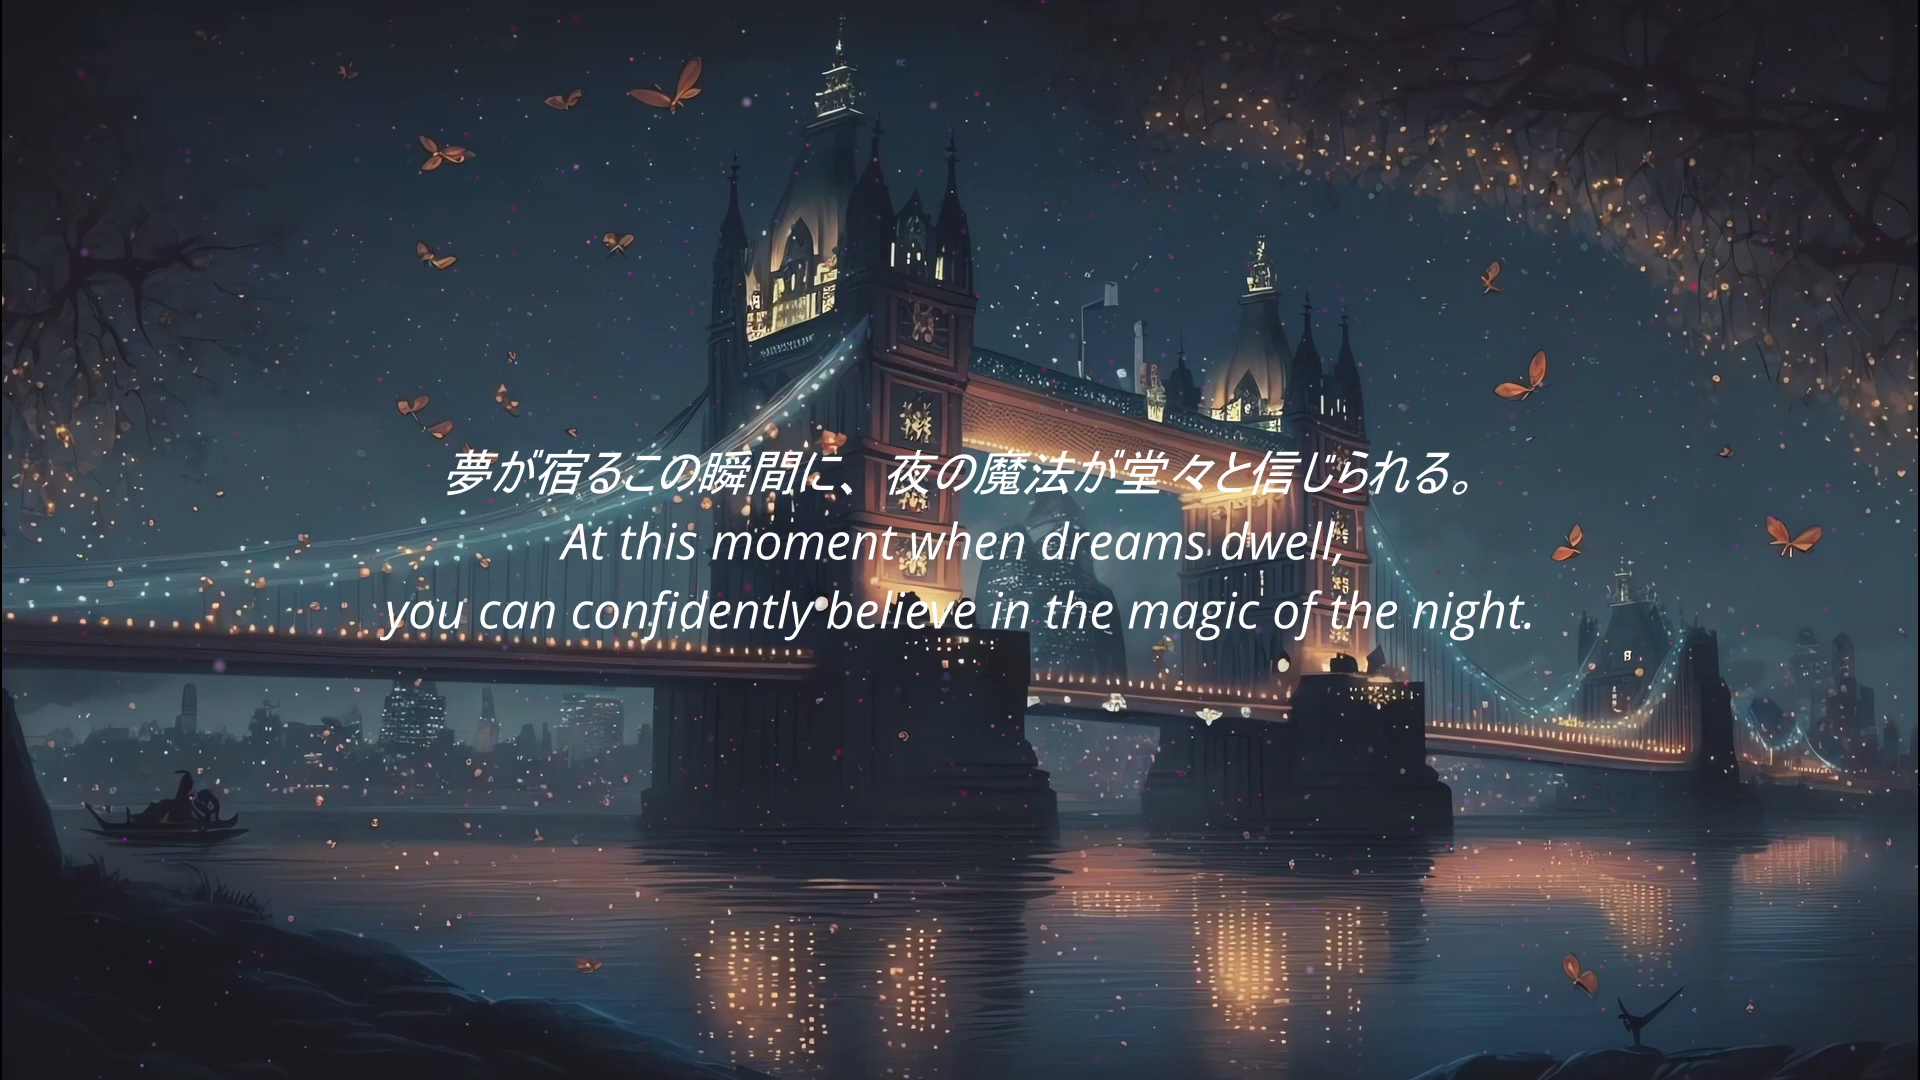 夢が宿るこの瞬間に、夜の魔法が堂々と信じられる。
At this moment when dreams dwell,
you can confidently believe in the magic of the night.